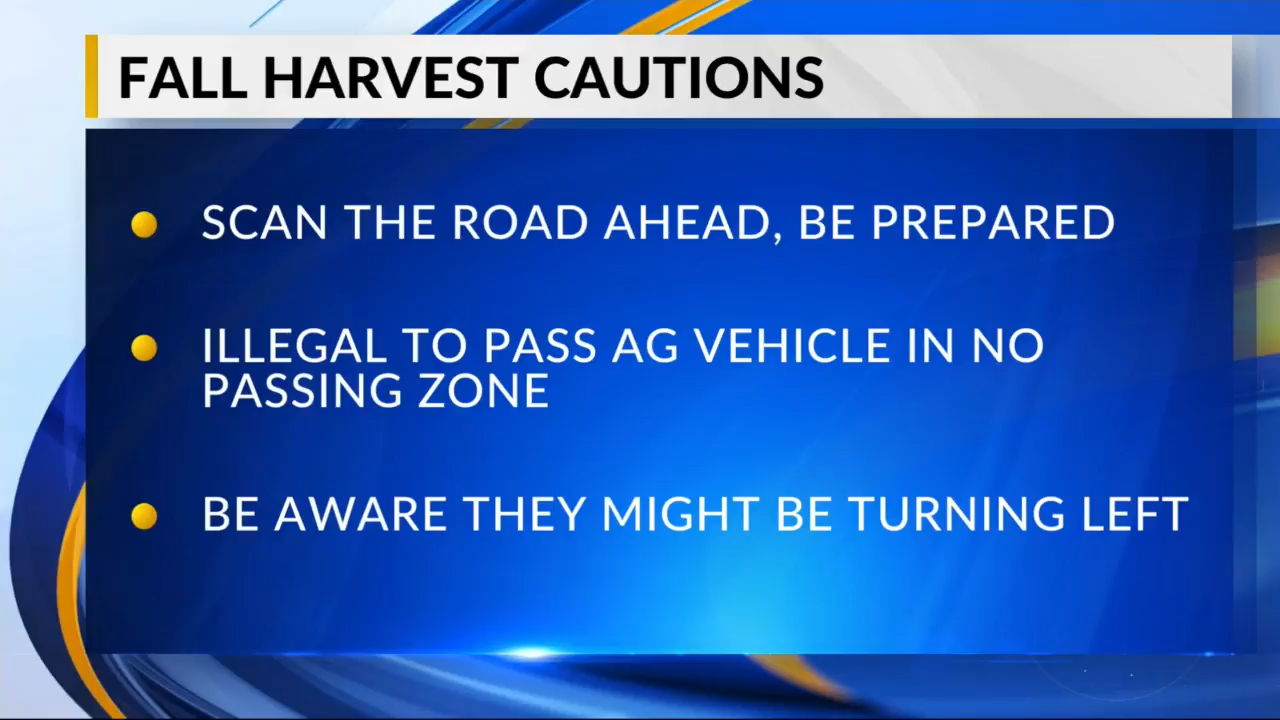 FALL HARVEST CAUTIONS
SCAN THE ROAD AHEAD, BE PREPARED
ILLEGAL TO PASS AG VEHICLE IN NO
PASSING ZONE
BE AWARE THEY MIGHT BE TURNING LEFT